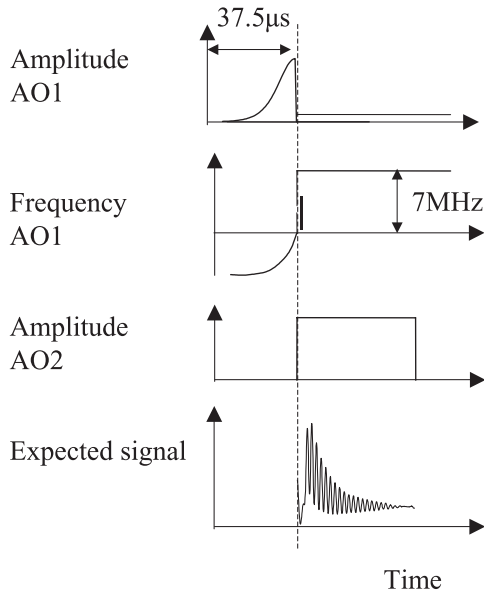 37.5μs
Amplitude
AO1
Frequency
AO1
7MHz
Amplitude
AO2
Expected signal
Time